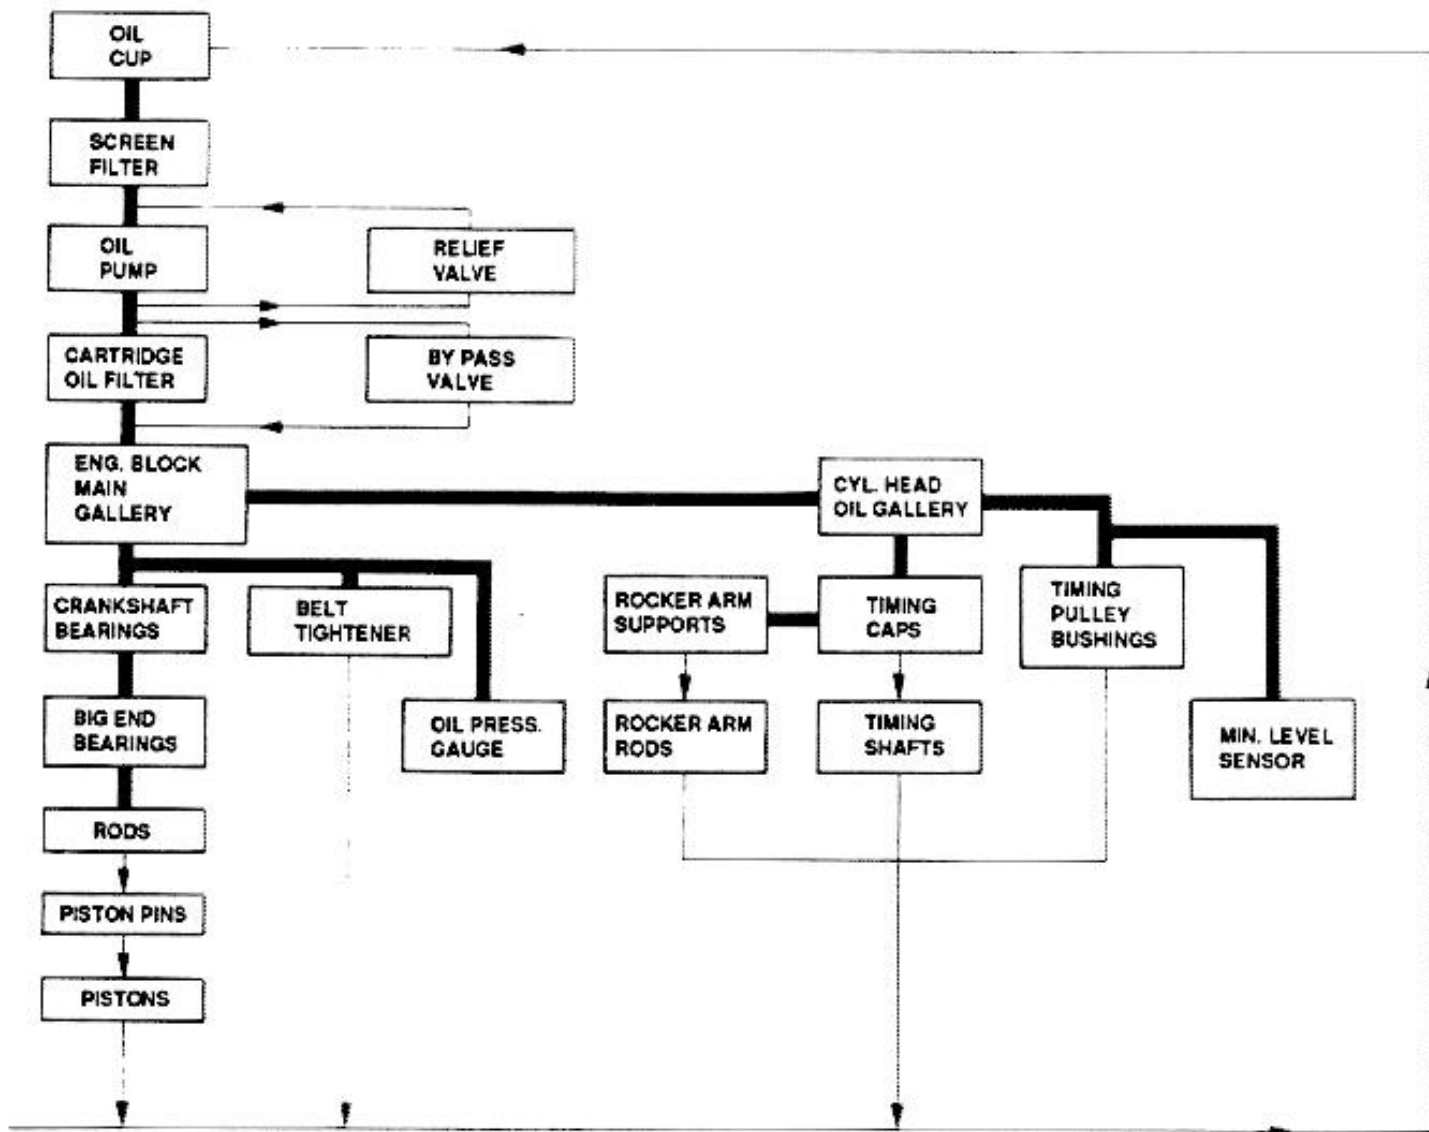 OIL
CUP
SCREEN
FILTER
OIL
PUMP
RELIEF
VALVE
CARTRIDGE
OIL FILTER
BY PASS
VALVE
ENG. BLOCK
MAIN
GALLERY
CYL. HEAD
OIL GALLERY
CRANKSHAFT
BEARINGS
BELT
TIGHTENER
ROCKER ARM
SUPPORTS
TIMING
CAPS
TIMING
PULLEY
BUSHINGS
BIG END
BEARINGS
OIL PRESS.
GAUGE
ROCKER ARM
RODS
TIMING
SHAFTS
MIN. LEVEL
SENSOR
RODS
PISTON PINS
PISTONS